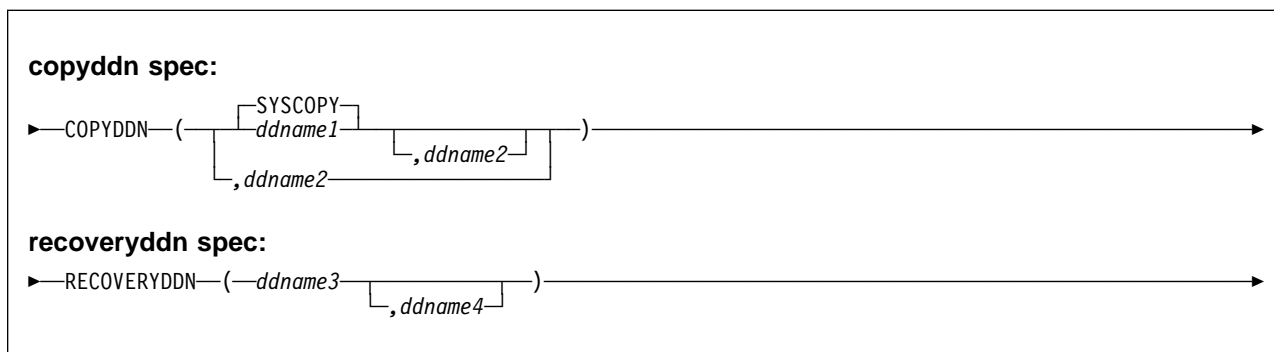 copyddn spec:
SYSCOPY
COPYDDN ( ddname1 )
,ddname2
,ddname2
recoveryddn spec:
RECOVERYDDN ( ddname3 )
,ddname4